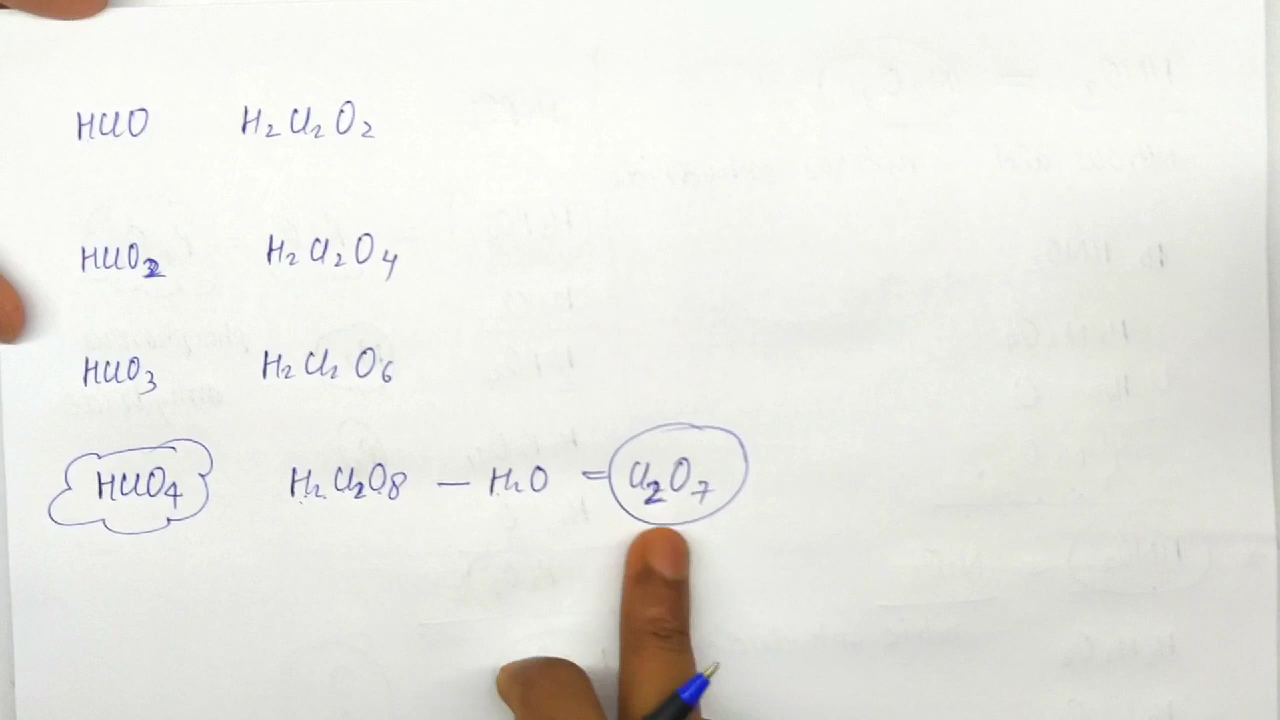 HClO H₂Cl₂O₂
HClO₂ H₂Cl₂O₄
HClO₃ H₂Cl₂O₆
HClO₄ H₂Cl₂O8 — H₂O = Cl₂O₇